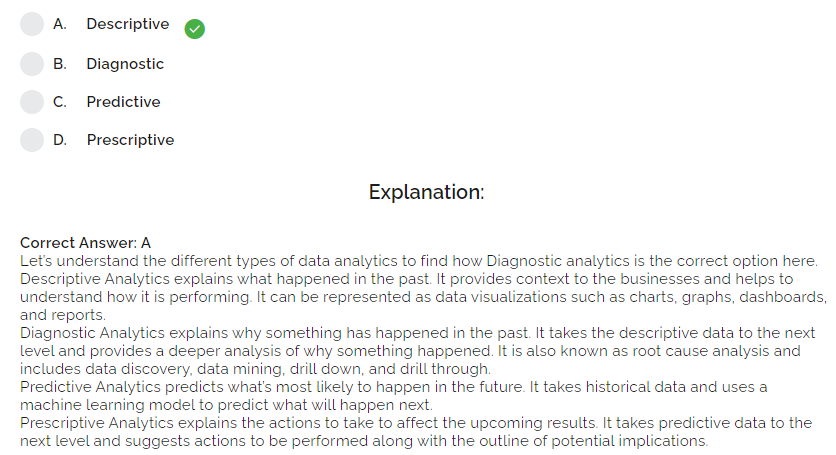 A. Descriptive
B. Diagnostic
C. Predictive
D. Prescriptive
Explanation:
Correct Answer: A
Let's understand the different types of data analytics to find how Diagnostic analytics is the correct option here.
Descriptive Analytics explains what happened in the past. It provides context to the businesses and helps to
understand how it is performing. It can be represented as data visualizations such as charts, graphs, dashboards,
and reports.
Diagnostic Analytics explains why something has happened in the past. It takes the descriptive data to the next
level and provides a deeper analysis of why something happened. It is also known as root cause analysis and
includes data discovery, data mining, drill down, and drill through.
Predictive Analytics predicts what's most likely to happen in the future. It takes historical data and uses a
machine learning model to predict what will happen next.
Prescriptive Analytics explains the actions to take to affect the upcoming results. It takes predictive data to the
next level and suggests actions to be performed along with the outline of potential implications.